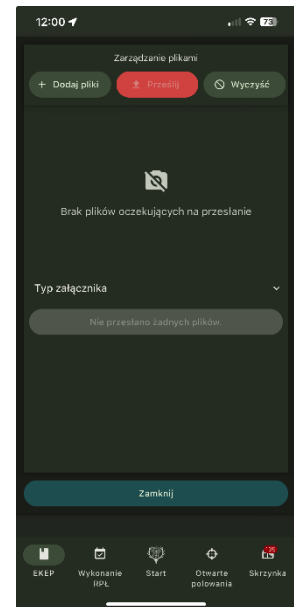 12:00
73
Zarządzanie plikami
+ Dodaj pliki
Prześlij
Wyczyść
Brak plików oczekujących na przesłanie
Typ załącznika
Nie przesłano żadnych plików.
Zamknij
EKEP
Wykonanie RPŁ
Start
Otwarte polowania
Skrzynka